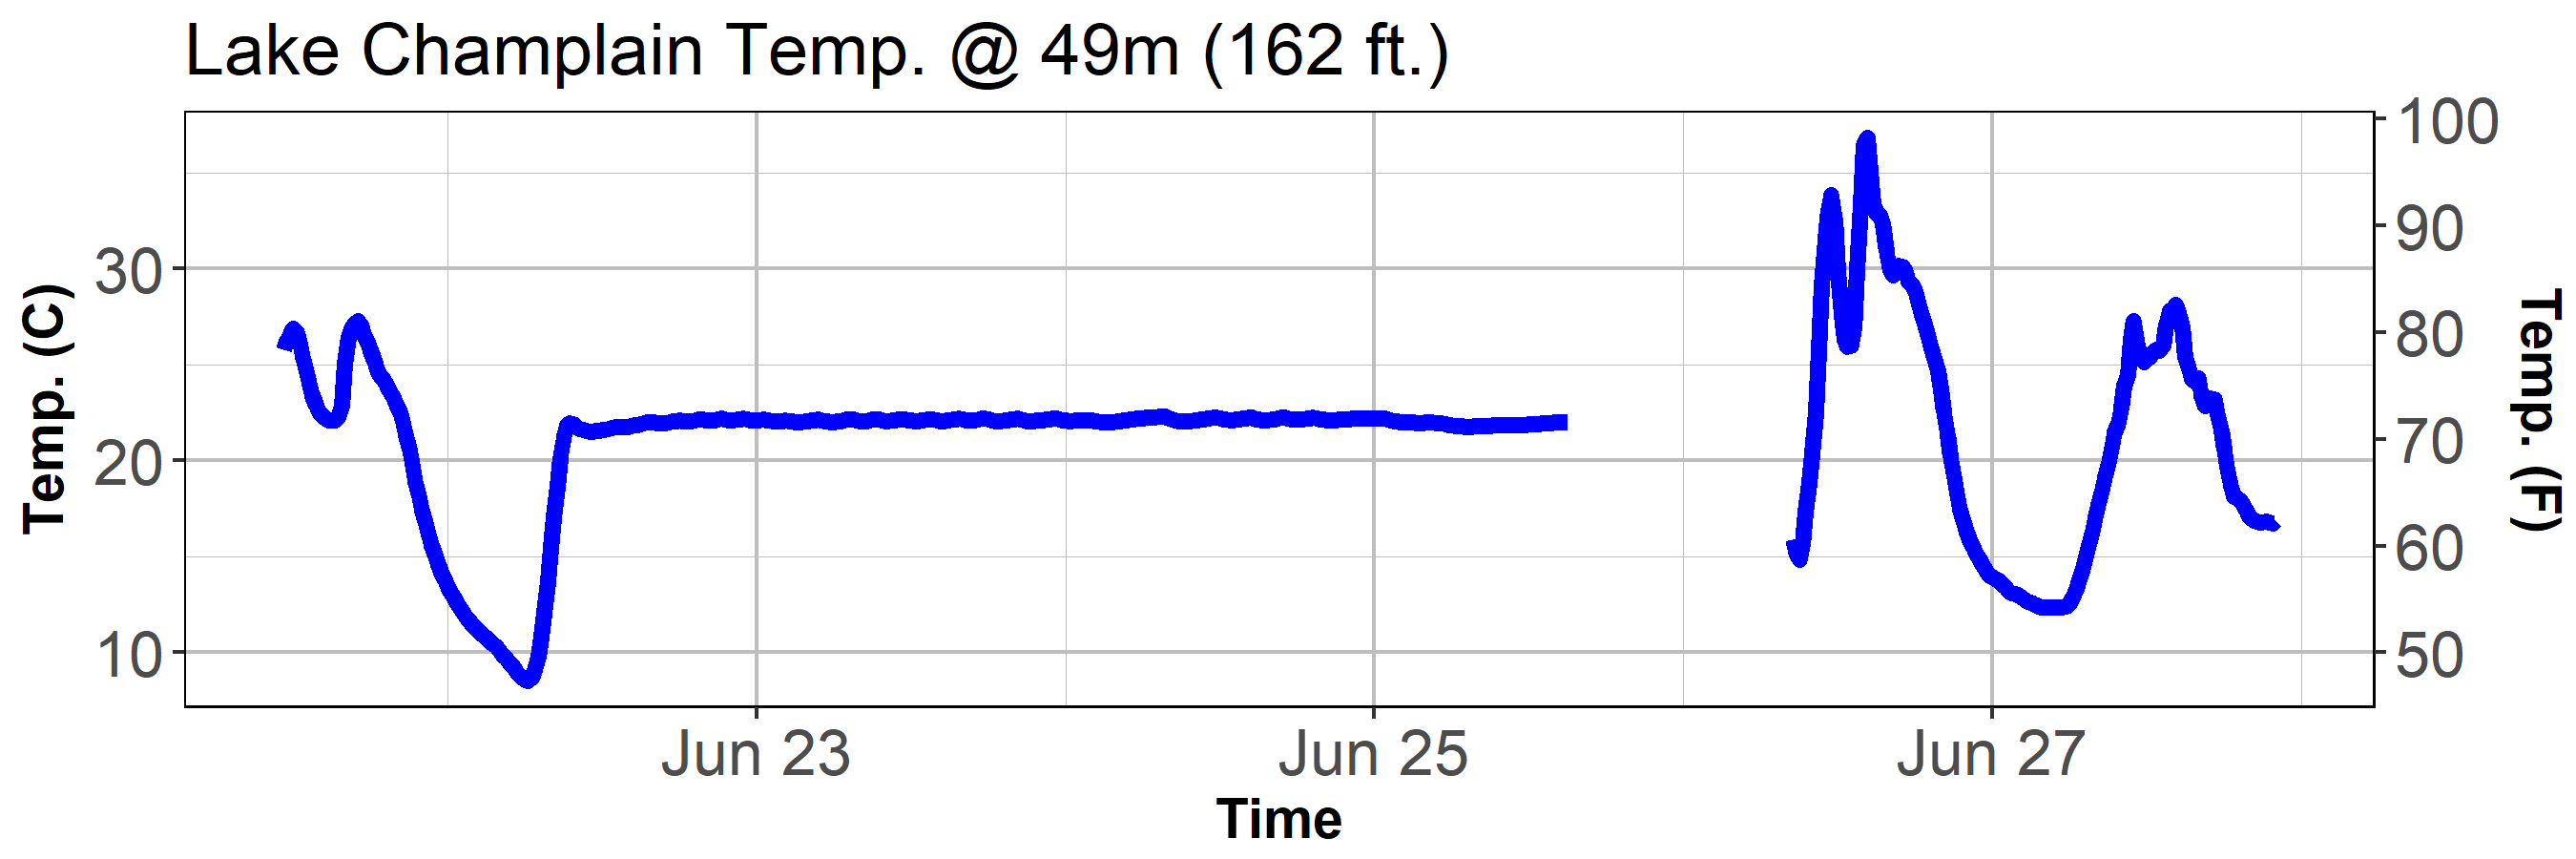 Lake Champlain Temp. @ 49m (162 ft.)
Temp. (C)
30
20
10
100
90
80
70
60
50
Temp. (F)
Jun 23
Jun 25
Jun 27
Time